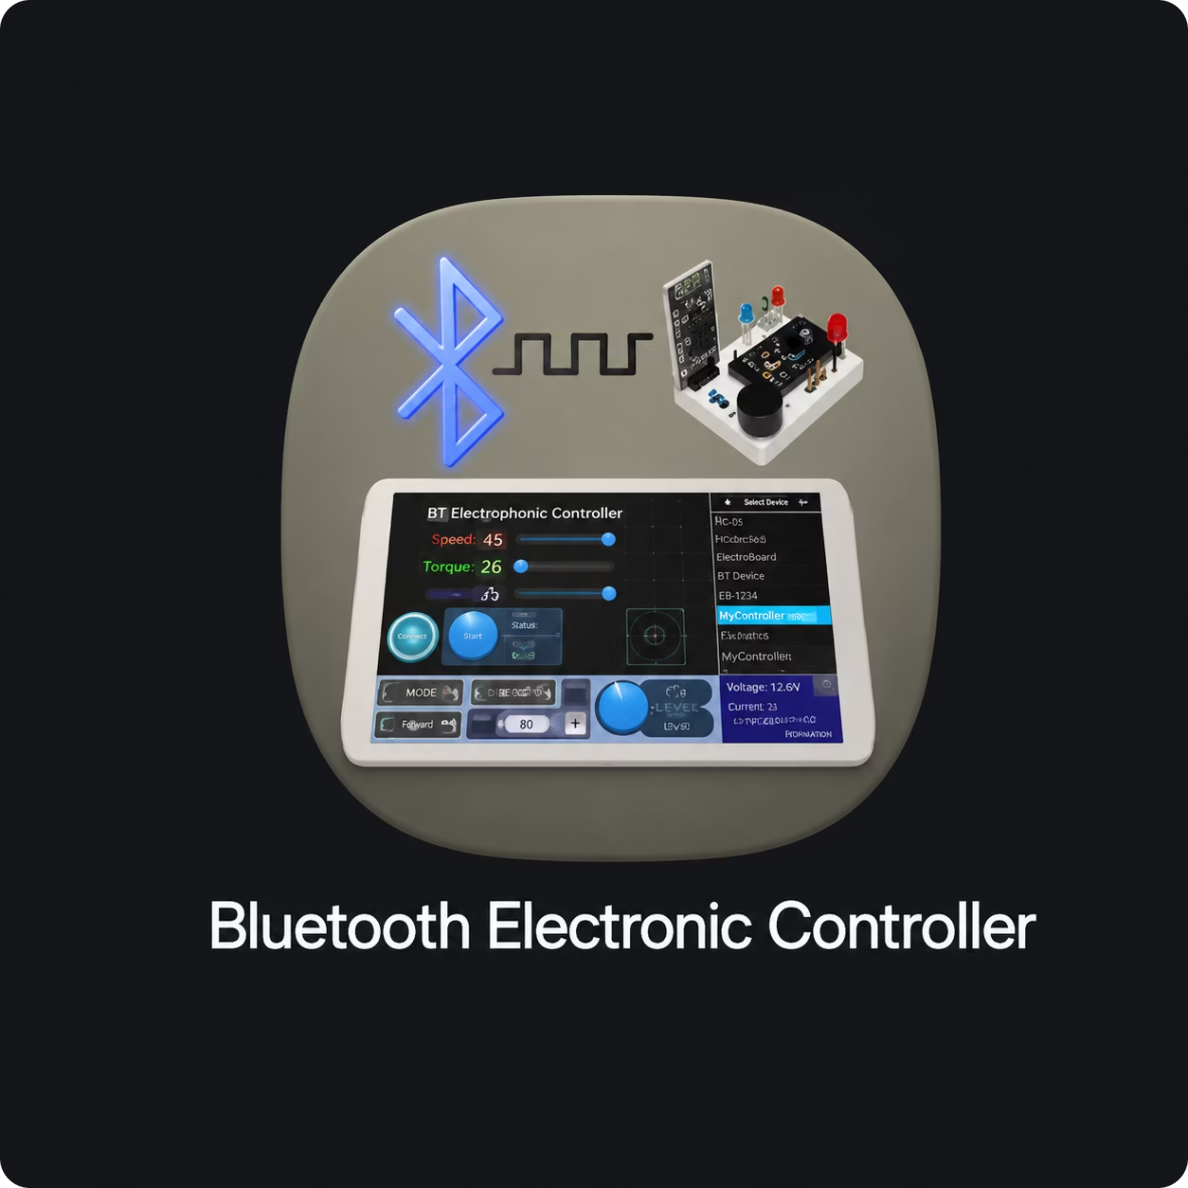 BT Electrophonic Controller
Speed: 45
Torque: 26
Connect
Start
Status:
MODE
Forward
80
+
LEVEL
Select Device
HC-05
ElectroBoard
BT Device
EB-1234
MyController
MyController
Voltage: 12.6V
Current:
Bluetooth Electronic Controller